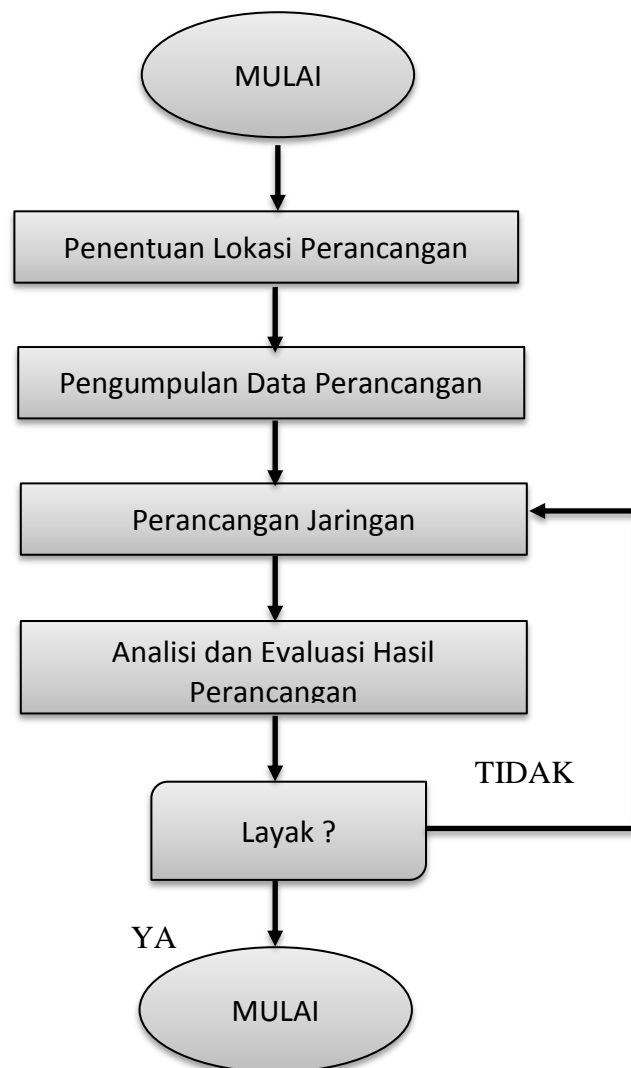 MULAI
Penentuan Lokasi Perancangan
Pengumpulan Data Perancangan
Perancangan Jaringan
Analisi dan Evaluasi Hasil
Perancangan
TIDAK
Layak ?
YA
MULAI